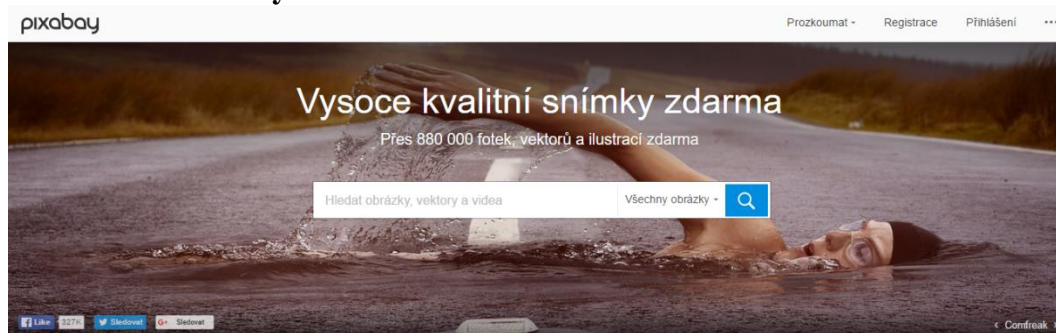 pixabay
Prozkoumat Registrace Přihlášení
Vysoce kvalitní snímky zdarma
Přes 880 000 fotek, vektorů a ilustrací zdarma
Hledat obrázky, vektory a videa Všechny obrázky
Like 327K Sledovat G+ Sledovat
‹ Comfreak